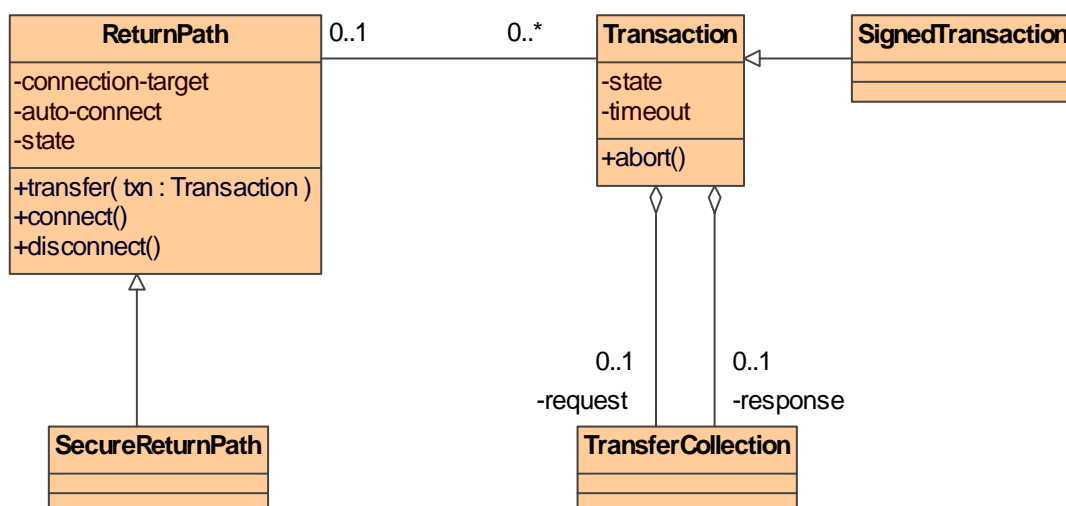 ReturnPath
-connection-target
-auto-connect
-state
+transfer( txn : Transaction )
+connect()
+disconnect()
0..1
0..*
Transaction
-state
-timeout
+abort()
SignedTransaction
0..1
-request
0..1
-response
SecureReturnPath
TransferCollection